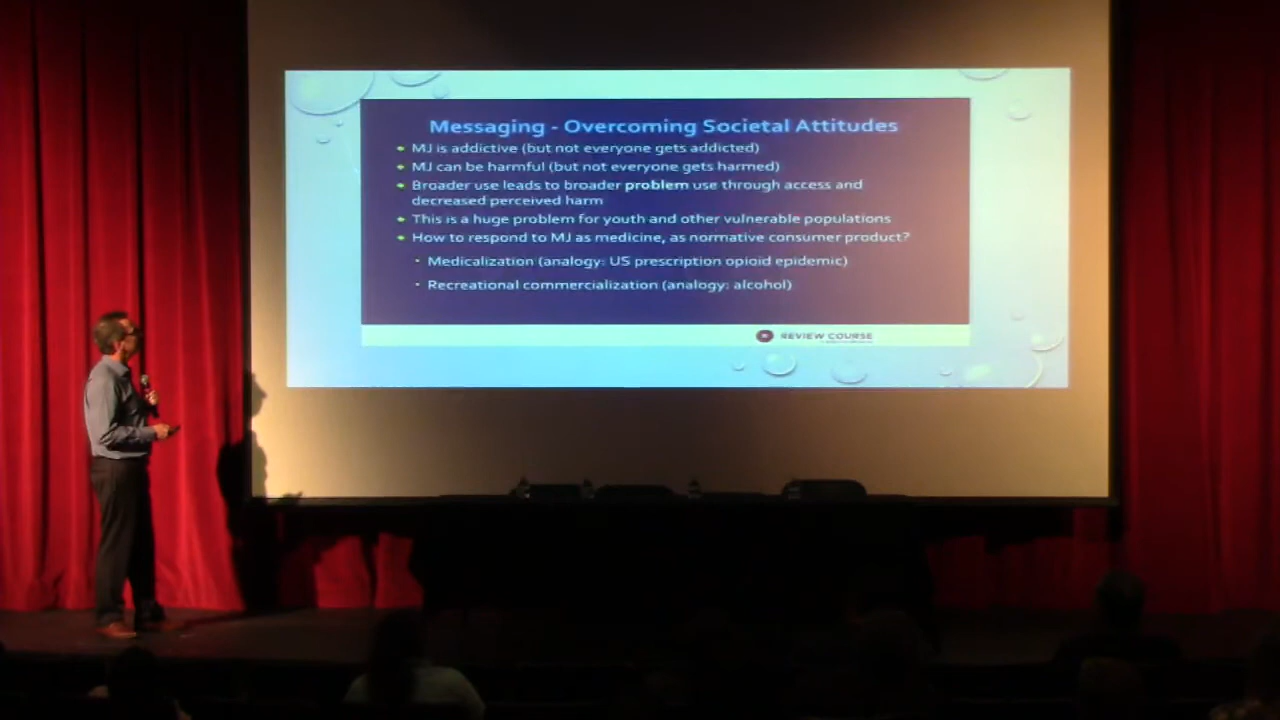 Messaging - Overcoming Societal Attitudes
MJ is addictive (but not everyone gets addicted)
MJ can be harmful (but not everyone gets harmed)
Broader use leads to broader problem use through access and
decreased perceived harm
This is a huge problem for youth and other vulnerable populations
How to respond to MJ as medicine, as normative consumer product?
Medicalization (analogy: US prescription opioid epidemic)
Recreational commercialization (analogy: alcohol)
REVIEW COURSE